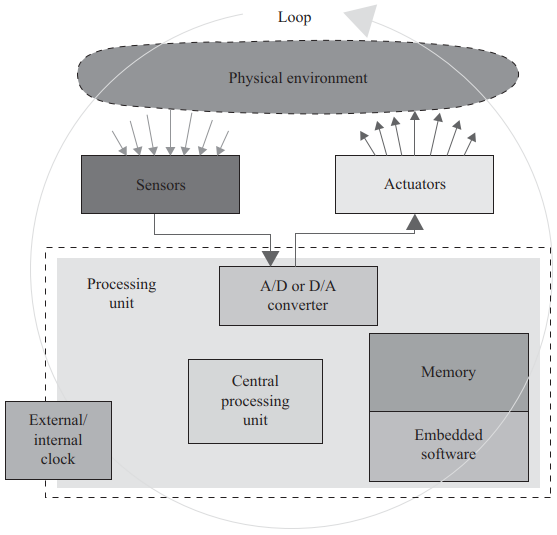 Loop
Physical environment
Sensors
Actuators
Processing
unit
A/D or D/A
converter
Central
processing
unit
Memory
External/
internal
clock
Embedded
software